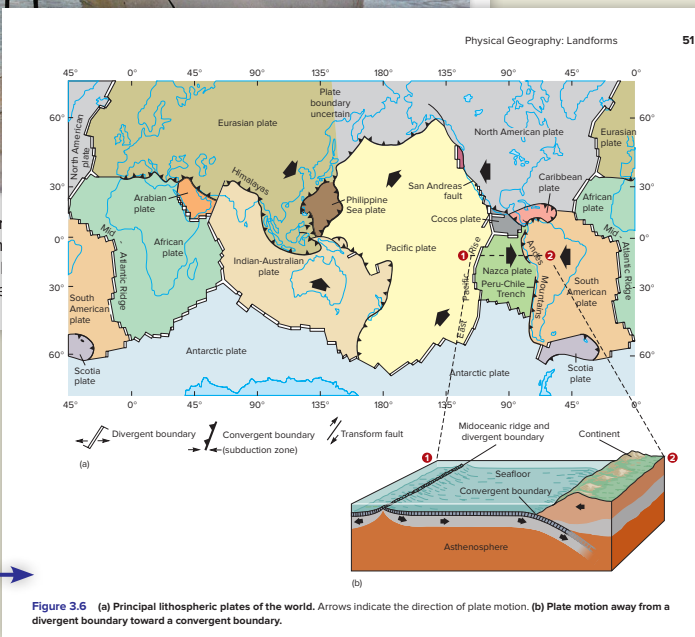 Physical Geography: Landforms 51
45° 0° 45° 90° 135° 180° 135° 90° 45° 0°
Plate
boundary
uncertain
60°
60°
North American
plate
Eurasian plate
North American plate
Eurasian
plate
Himalayas
30°
30°
Arabian
plate
Philippine
Sea plate
San Andreas
fault
Caribbean
plate
African
plate
Cocos plate
Mid-
Atlantic Ridge
African
plate
0°
0°
Indian-Australian
plate
Pacific plate
East Pacific Rise
1
Nazca plate
Peru-Chile
Trench
Andes
Mountains
2
Mid-
Atlantic Ridge
30°
30°
South
American
plate
South
American
plate
60°
60°
Scotia
plate
Antarctic plate
Antarctic plate
Scotia
plate
45° 0° 45° 90° 135° 180° 135° 90° 45° 0°
Divergent boundary
Convergent boundary
(subduction zone)
Transform fault
(a)
Midoceanic ridge and
divergent boundary
Continent
1
2
Seafloor
Convergent boundary
Asthenosphere
(b)
Figure 3.6 (a) Principal lithospheric plates of the world. Arrows indicate the direction of plate motion. (b) Plate motion away from a
divergent boundary toward a convergent boundary.